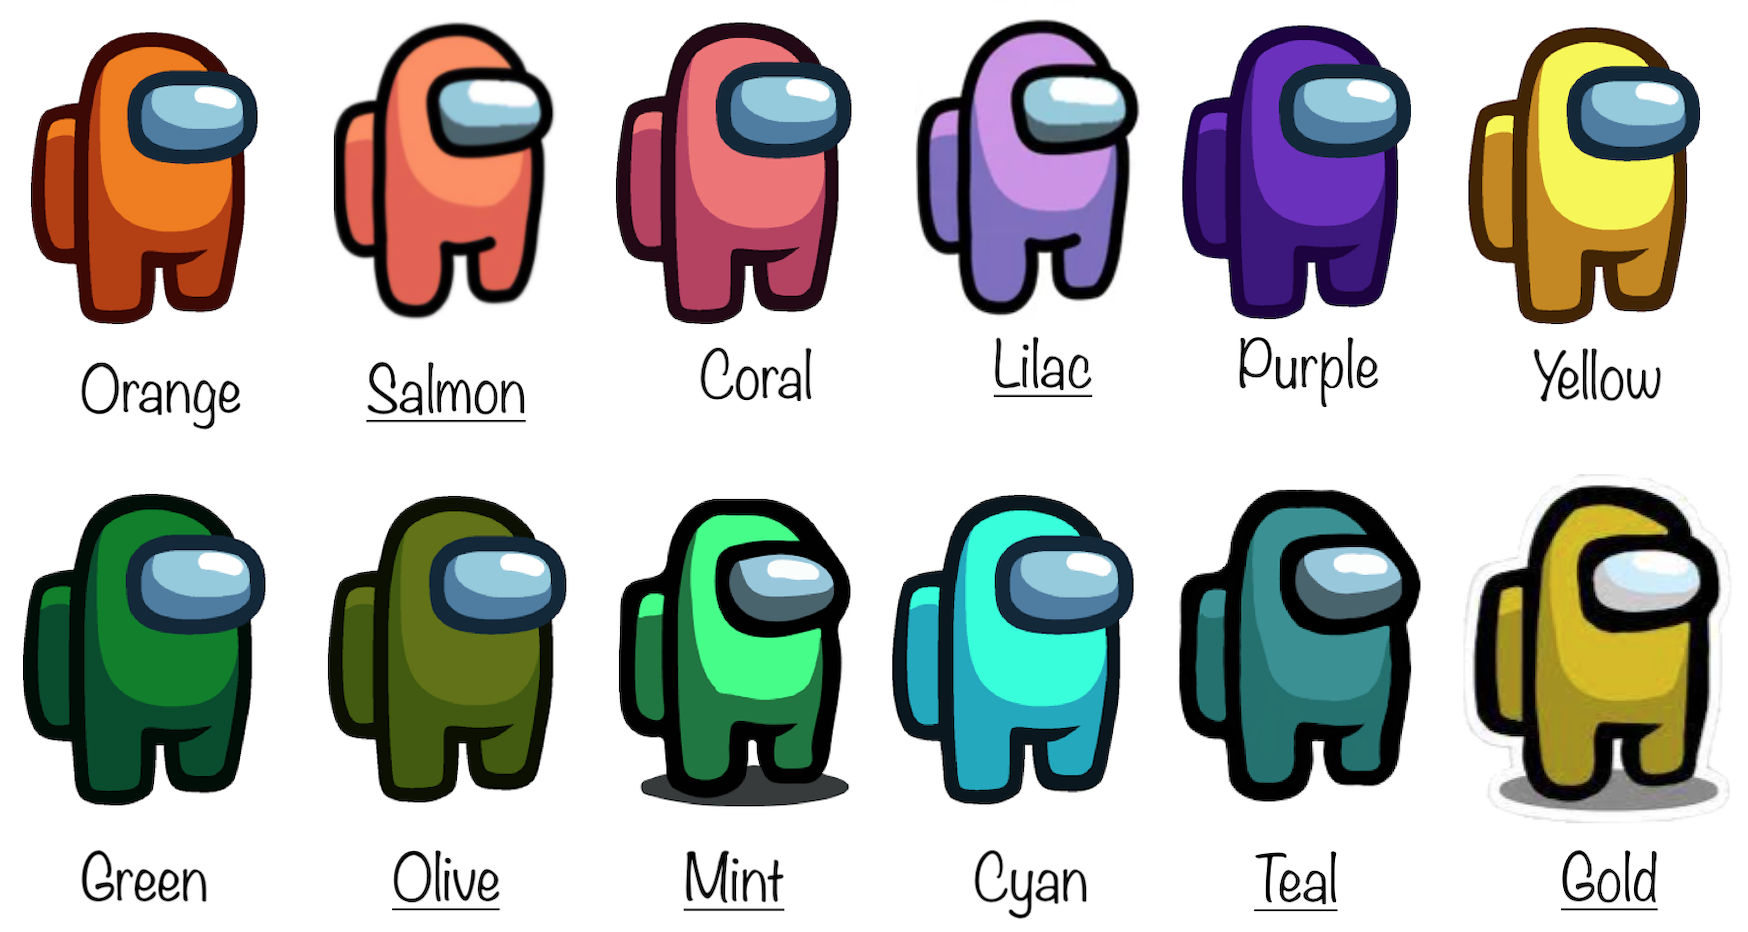 Orange
Salmon
Coral
Lilac
Purple
Yellow
Green
Olive
Mint
Cyan
Teal
Gold